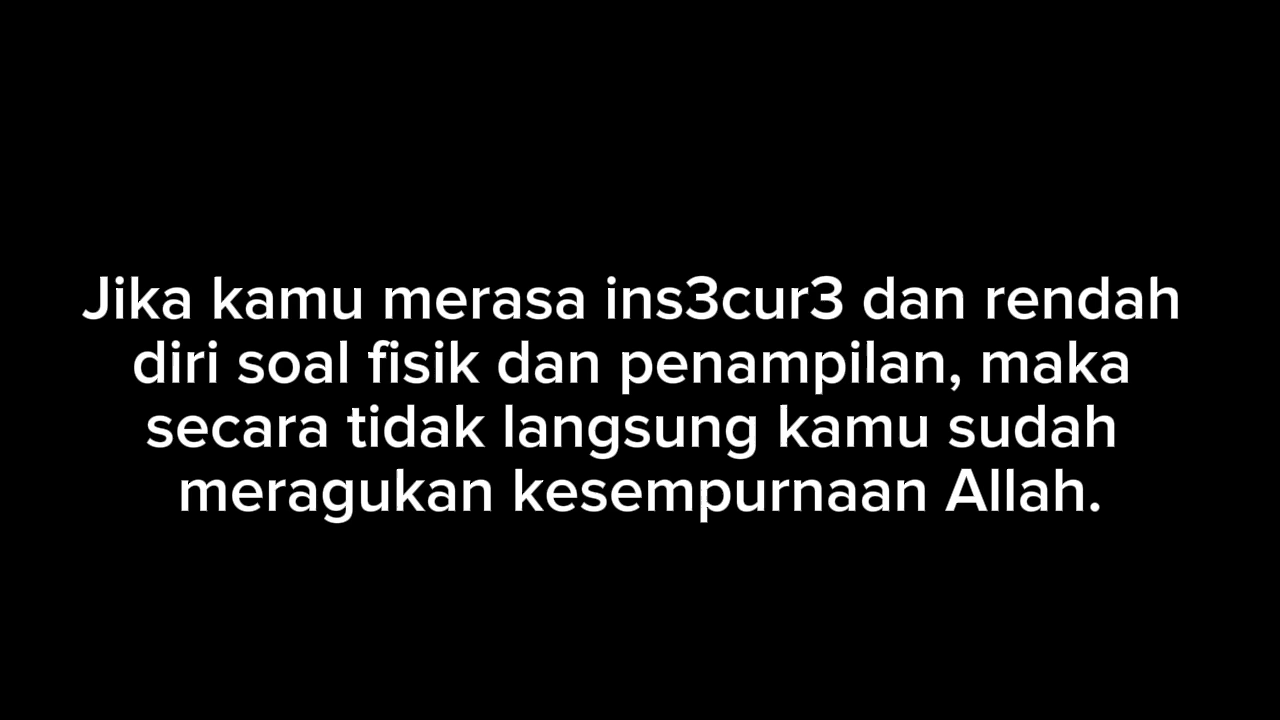 Jika kamu merasa ins3cur3 dan rendah
diri soal fisik dan penampilan, maka
secara tidak langsung kamu sudah
meragukan kesempurnaan Allah.